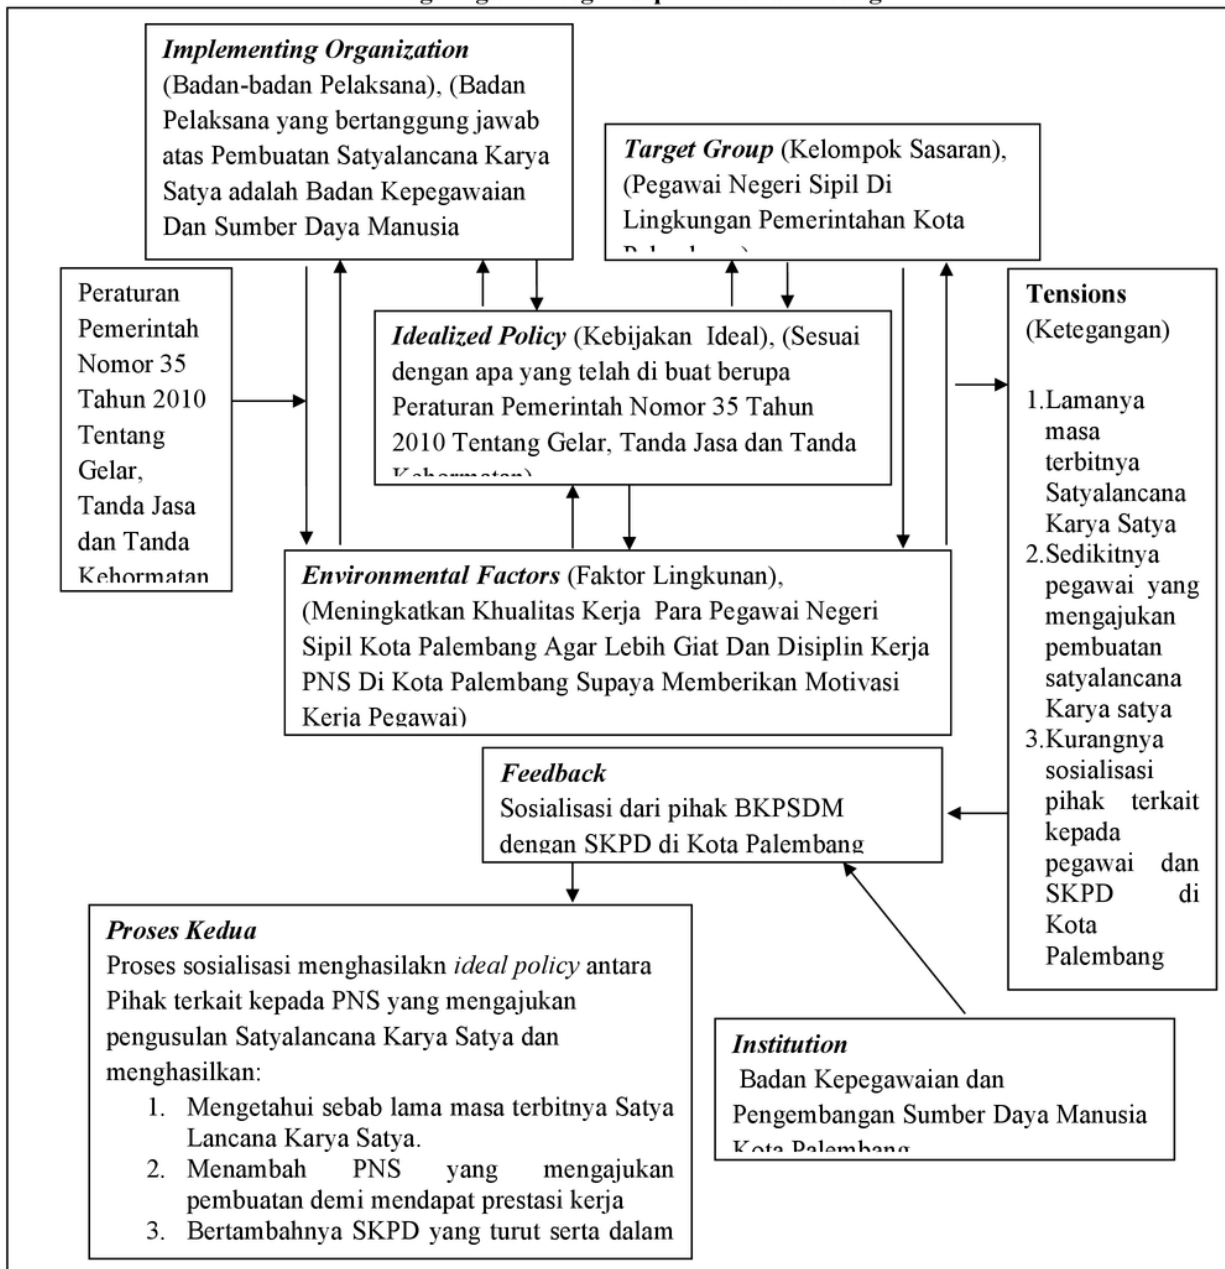 Implementing Organization
(Badan-badan Pelaksana), (Badan
Pelaksana yang bertanggung jawab
atas Pembuatan Satyalancana Karya
Satya adalah Badan Kepegawaian
Dan Sumber Daya Manusia
Target Group (Kelompok Sasaran),
(Pegawai Negeri Sipil Di
Lingkungan Pemerintahan Kota
Peraturan
Pemerintah
Nomor 35
Tahun 2010
Tentang
Gelar,
Tanda Jasa
dan Tanda
Kehormatan
Idealized Policy (Kebijakan Ideal), (Sesuai
dengan apa yang telah di buat berupa
Peraturan Pemerintah Nomor 35 Tahun
2010 Tentang Gelar, Tanda Jasa dan Tanda
Kehormatan)
Tensions
(Ketegangan)
1.Lamanya
masa
terbitnya
Satyalancana
Karya Satya
2.Sedikitnya
pegawai yang
mengajukan
pembuatan
satyalancana
Karya satya
3.Kurangnya
sosialisasi
pihak terkait
kepada
pegawai dan
SKPD di
Kota
Palembang
Environmental Factors (Faktor Lingkunan),
(Meningkatkan Khualitas Kerja Para Pegawai Negeri
Sipil Kota Palembang Agar Lebih Giat Dan Disiplin Kerja
PNS Di Kota Palembang Supaya Memberikan Motivasi
Kerja Pegawai)
Feedback
Sosialisasi dari pihak BKPSDM
dengan SKPD di Kota Palembang
Proses Kedua
Proses sosialisasi menghasilakn ideal policy antara
Pihak terkait kepada PNS yang mengajukan
pengusulan Satyalancana Karya Satya dan
menghasilkan:
1. Mengetahui sebab lama masa terbitnya Satya
Lancana Karya Satya.
2. Menambah PNS yang mengajukan
pembuatan demi mendapat prestasi kerja
3. Bertambahnya SKPD yang turut serta dalam
Institution
Badan Kepegawaian dan
Pengembangan Sumber Daya Manusia
Kota Palembang